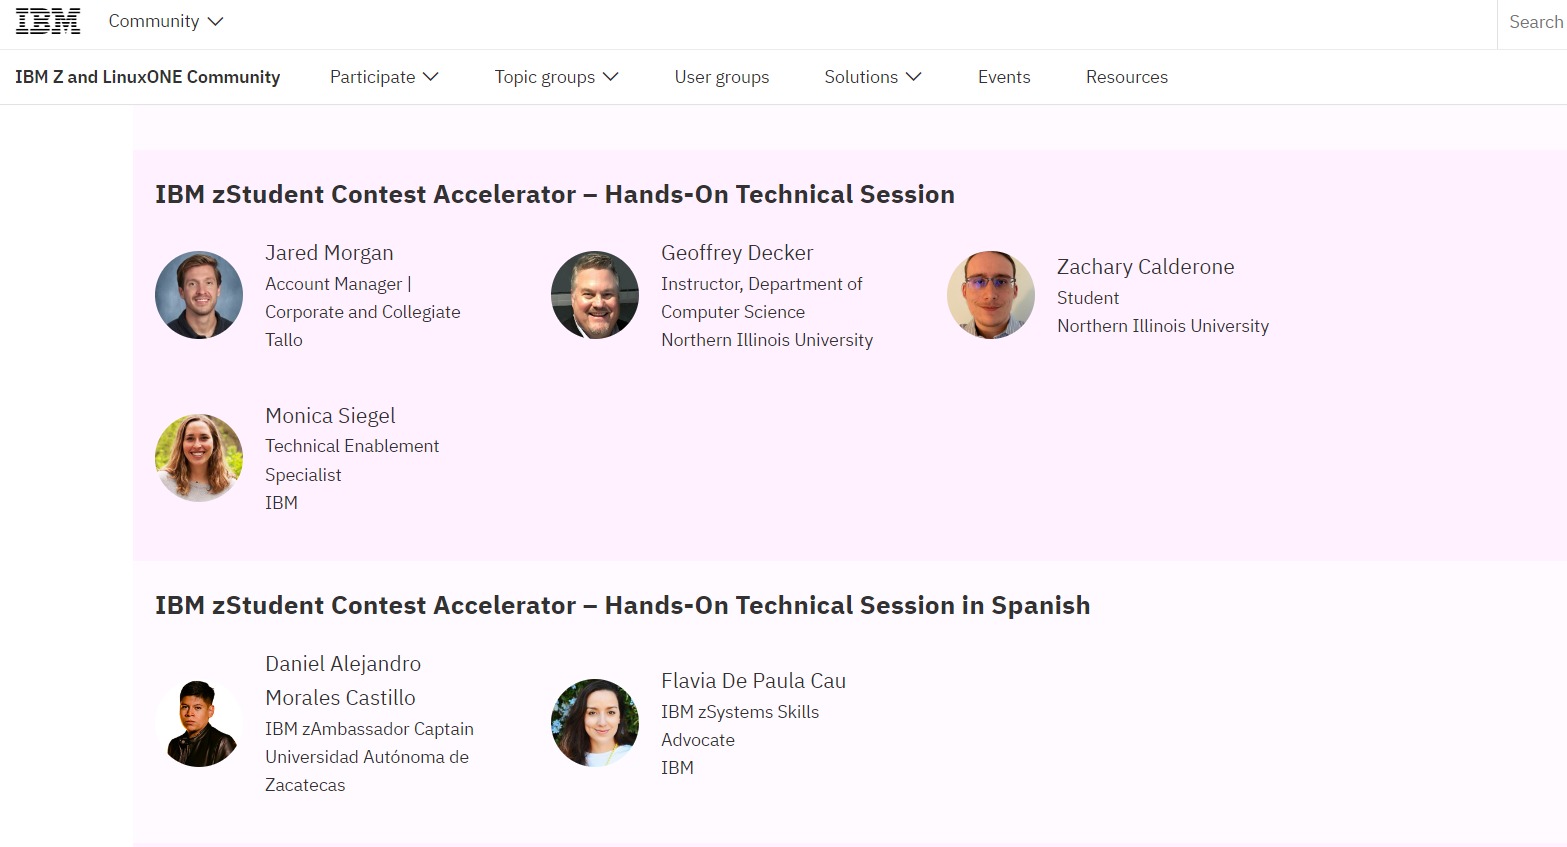 IBM
Community
Search
IBM Z and LinuxONE Community
Participate
Topic groups
User groups
Solutions
Events
Resources
IBM zStudent Contest Accelerator – Hands-On Technical Session
Jared Morgan
Account Manager |
Corporate and Collegiate
Tallo
Geoffrey Decker
Instructor, Department of
Computer Science
Northern Illinois University
Zachary Calderone
Student
Northern Illinois University
Monica Siegel
Technical Enablement
Specialist
IBM
IBM zStudent Contest Accelerator – Hands-On Technical Session in Spanish
Daniel Alejandro
Morales Castillo
IBM zAmbassador Captain
Universidad Autónoma de
Zacatecas
Flavia De Paula Cau
IBM zSystems Skills
Advocate
IBM